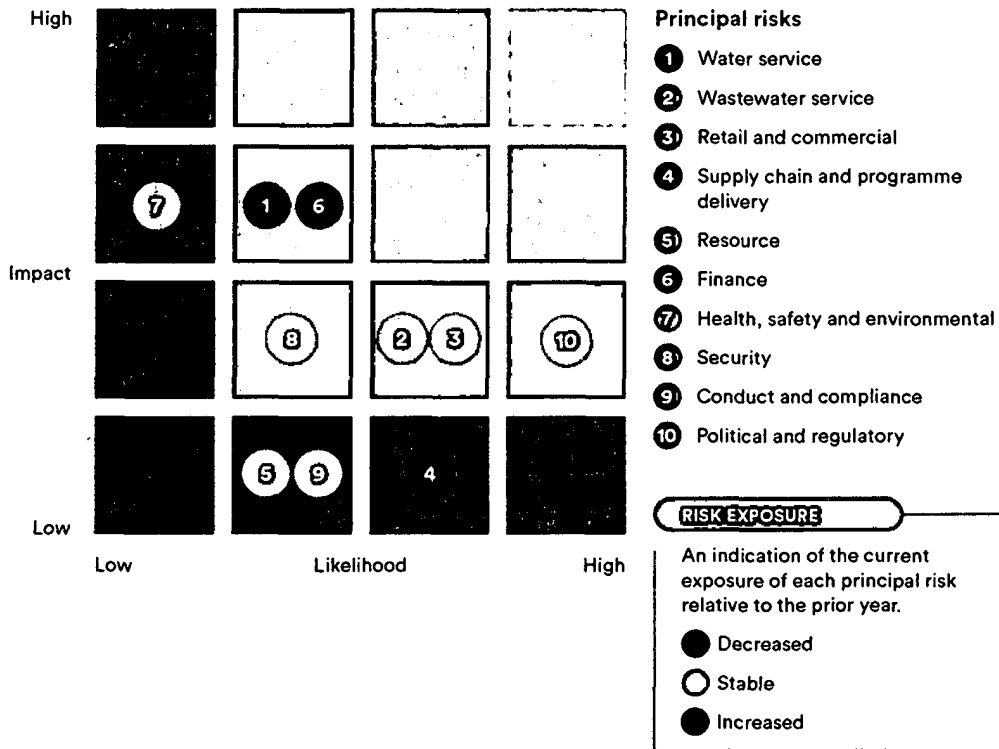 High
7
1 6
Impact
8
2 3
10
5 9
4
Low
Low Likelihood High
Principal risks
1 Water service
2 Wastewater service
3 Retail and commercial
4 Supply chain and programme
delivery
5 Resource
6 Finance
7 Health, safety and environmental
8 Security
9 Conduct and compliance
10 Political and regulatory
RISK EXPOSURE
An indication of the current
exposure of each principal risk
relative to the prior year.
Decreased
Stable
Increased